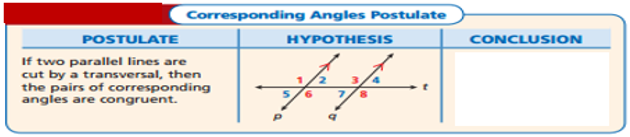 Corresponding Angles Postulate
POSTULATE HYPOTHESIS CONCLUSION
If two parallel lines are
cut by a transversal, then
the pairs of corresponding
angles are congruent.
1 2 3 4
t
5 6 7 8
p q